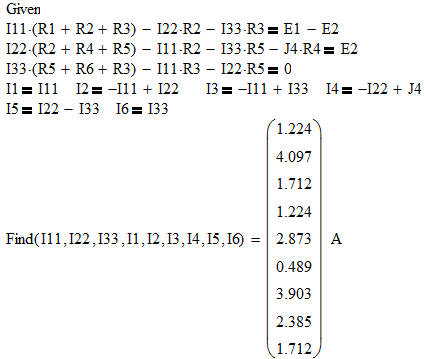 Given
I11·(R1 + R2 + R3) − I22·R2 − I33·R3 = E1 − E2
I22·(R2 + R4 + R5) − I11·R2 − I33·R5 − J4·R4 = E2
I33·(R5 + R6 + R3) − I11·R3 − I22·R5 = 0
I1 = I11 I2 = −I11 + I22 I3 = −I11 + I33 I4 = −I22 + J4
I5 = I22 − I33 I6 = I33
1.224
4.097
1.712
1.224
Find(I11,I22,I33,I1,I2,I3,I4,I5,I6) = 2.873 A
0.489
3.903
2.385
1.712